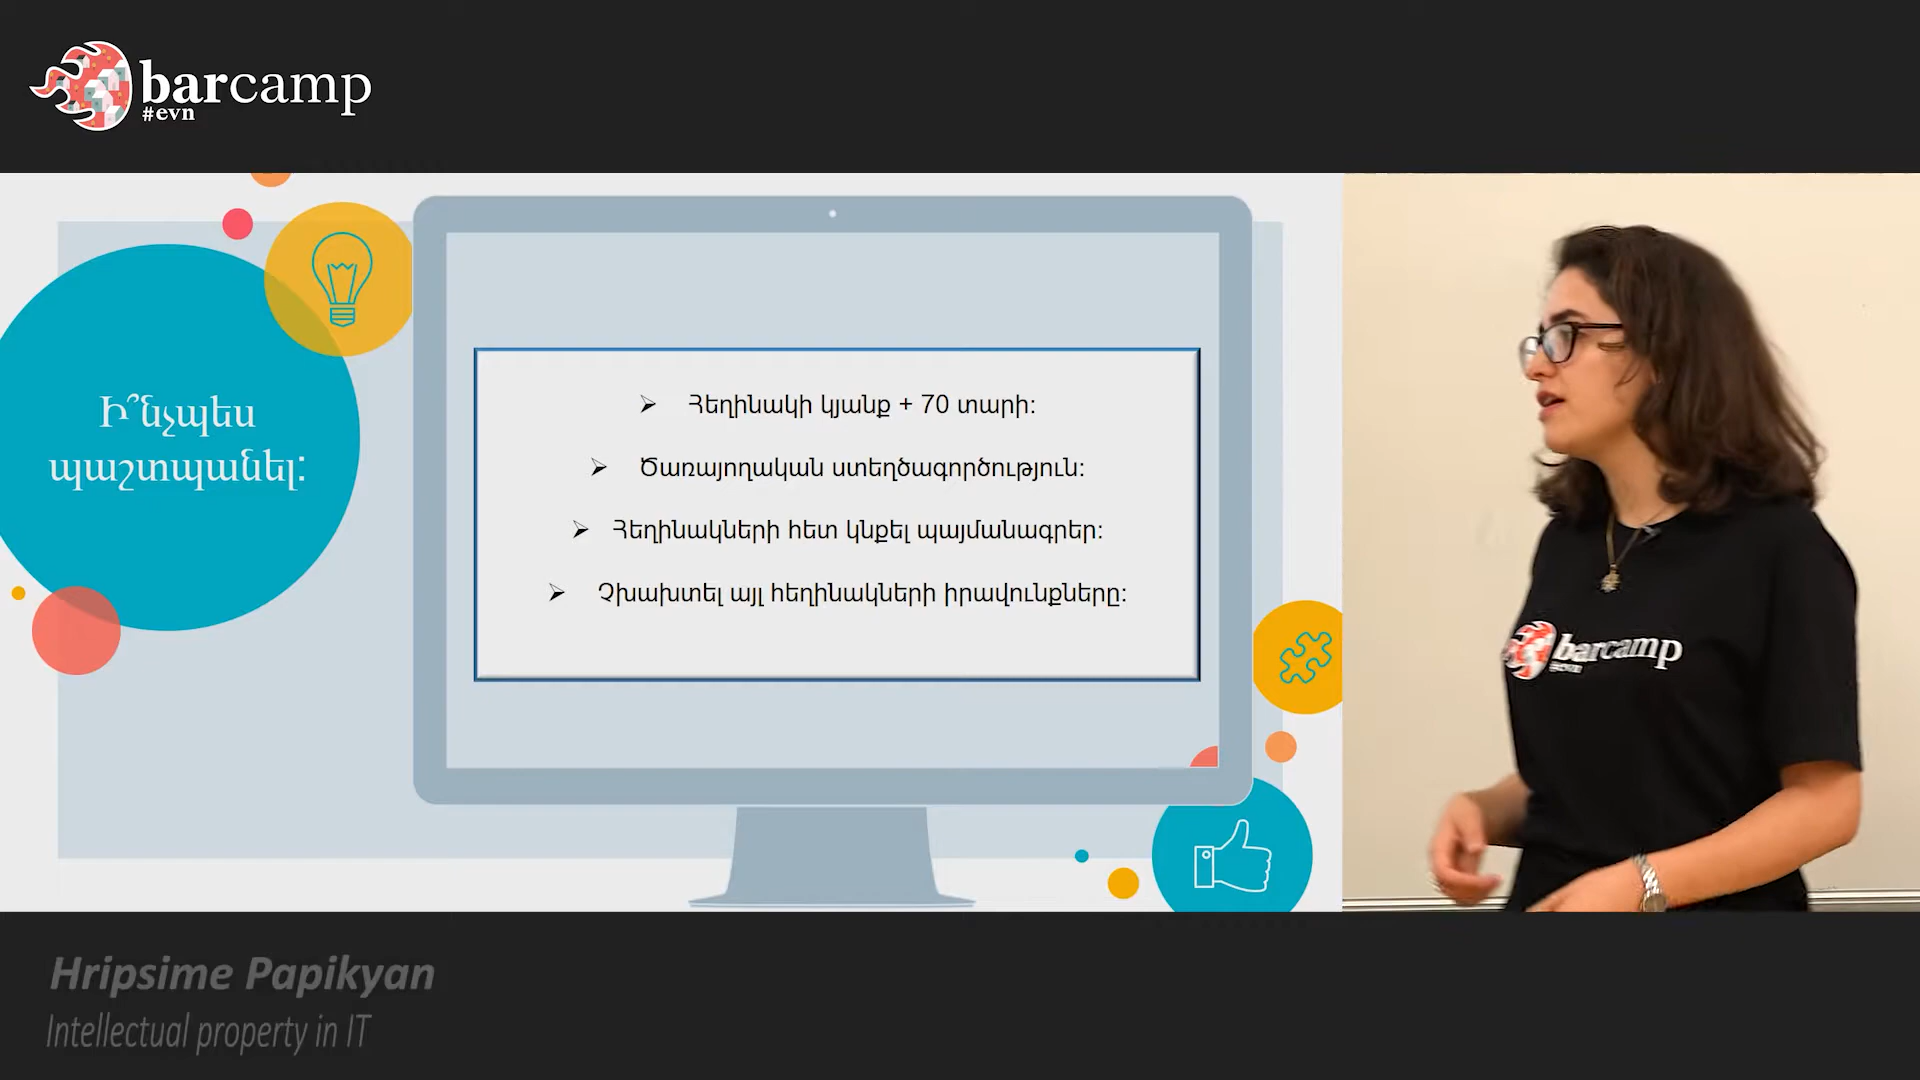 barcamp
#evn
Ի՞նչպես
պաշտպանել:
➢ Հեղինակի կյանք + 70 տարի:
➢ Ծառայողական ստեղծագործություն:
➢ Հեղինակների հետ կնքել պայմանագրեր:
➢ Չխախտել այլ հեղինակների իրավունքները:
barcamp
#evn
Hripsime Papikyan
Intellectual property in IT